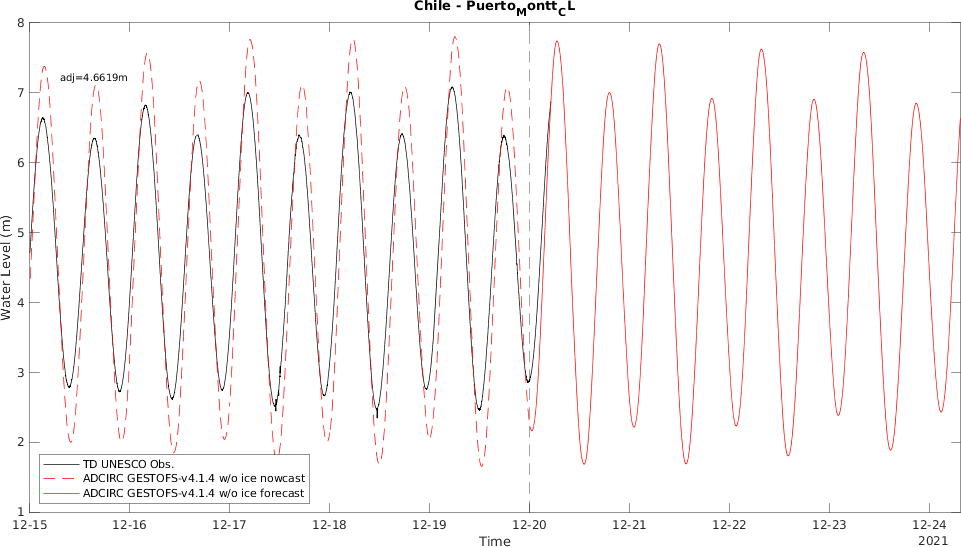 Chile - PuertoMonttCL
8
adj=4.6619m
7
6
5
4
3
2
1
Water Level (m)
TD UNESCO Obs.
ADCIRC GESTOFS-v4.1.4 w/o ice nowcast
ADCIRC GESTOFS-v4.1.4 w/o ice forecast
12-15 12-16 12-17 12-18 12-19 12-20 12-21 12-22 12-23 12-24
Time
2021